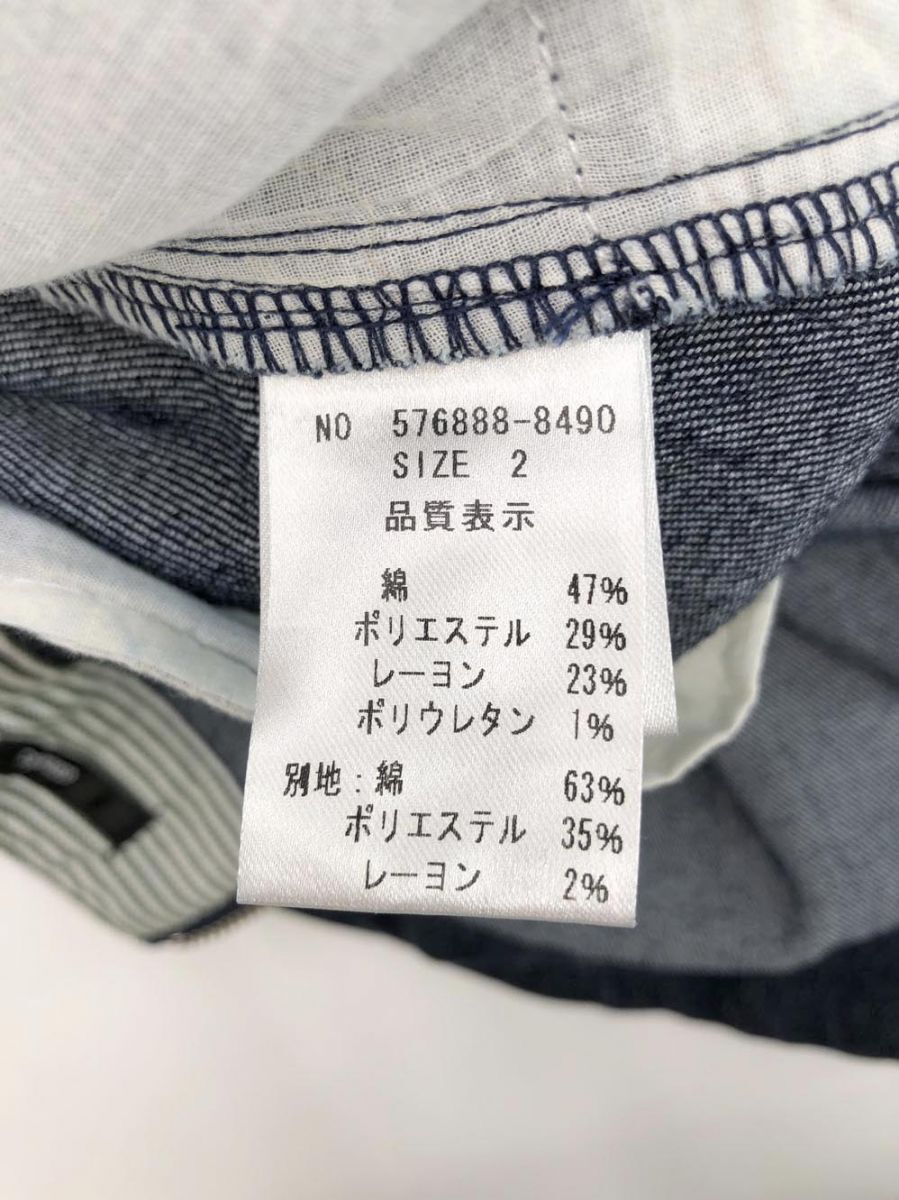 NO 576888-8490
SIZE 2
品質表示
綿 47%
ポリエステル 29%
レーヨン 23%
ポリウレタン 1%
別地:綿 63%
ポリエステル 35%
レーヨン 2%